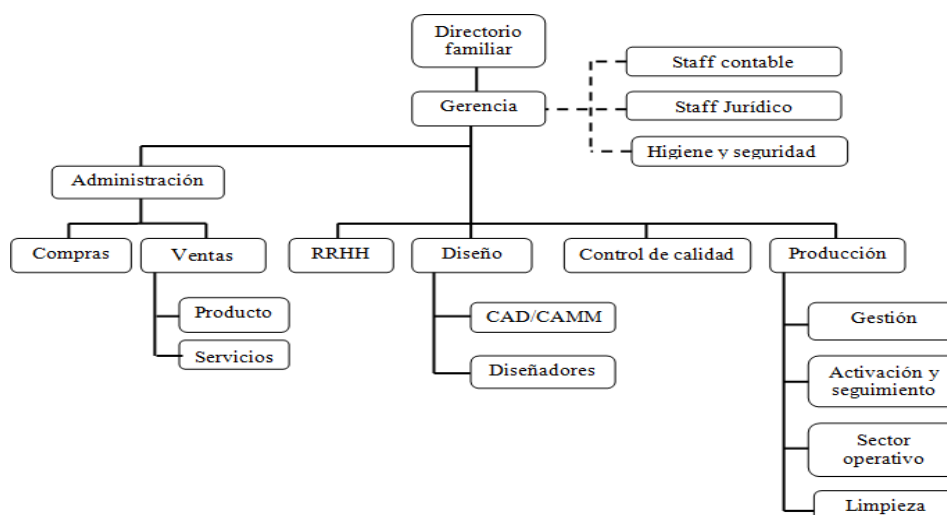 Directorio
familiar
Staff contable
Gerencia
Staff Jurídico
Higiene y seguridad
Administración
Compras
Ventas
RRHH
Diseño
Control de calidad
Producción
Producto
Servicios
CAD/CAMM
Diseñadores
Gestión
Activación y
seguimiento
Sector
operativo
Limpieza